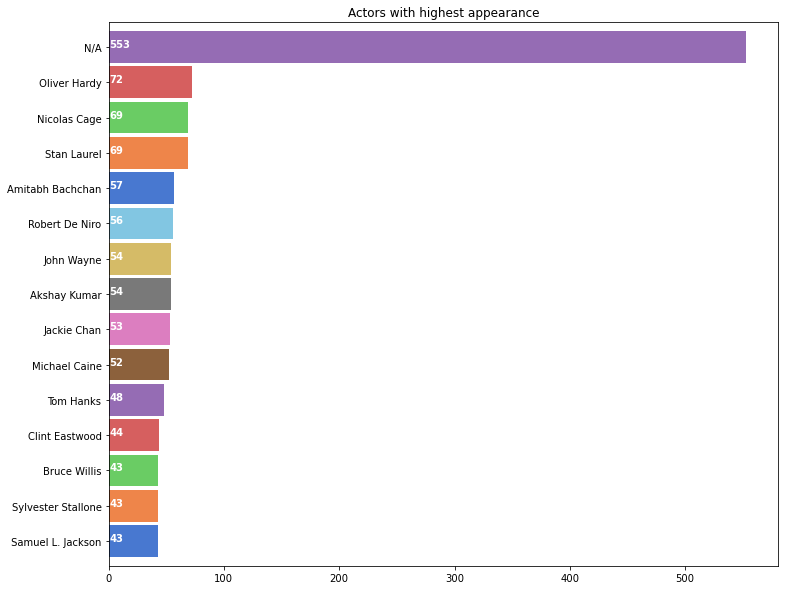 Actors with highest appearance
N/A 553
Oliver Hardy 72
Nicolas Cage 69
Stan Laurel 69
Amitabh Bachchan 57
Robert De Niro 56
John Wayne 54
Akshay Kumar 54
Jackie Chan 53
Michael Caine 52
Tom Hanks 48
Clint Eastwood 44
Bruce Willis 43
Sylvester Stallone 43
Samuel L. Jackson 43
0 100 200 300 400 500